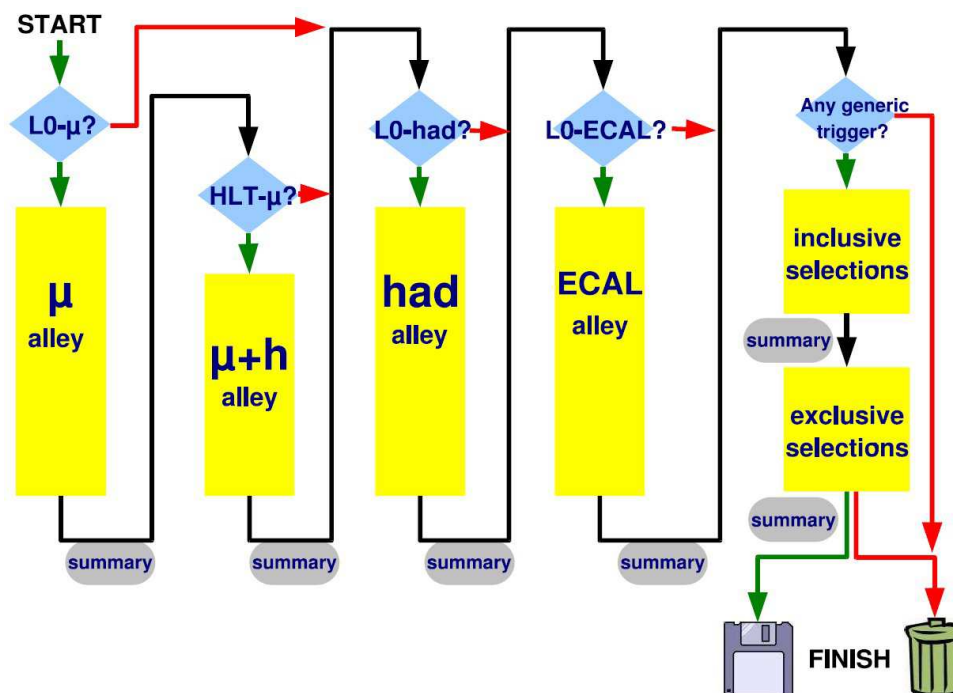 START
L0-μ?
μ
alley
summary
HLT-μ?
μ+h
alley
summary
L0-had?
had
alley
summary
L0-ECAL?
ECAL
alley
summary
Any generic
trigger?
inclusive
selections
summary
exclusive
selections
summary
FINISH